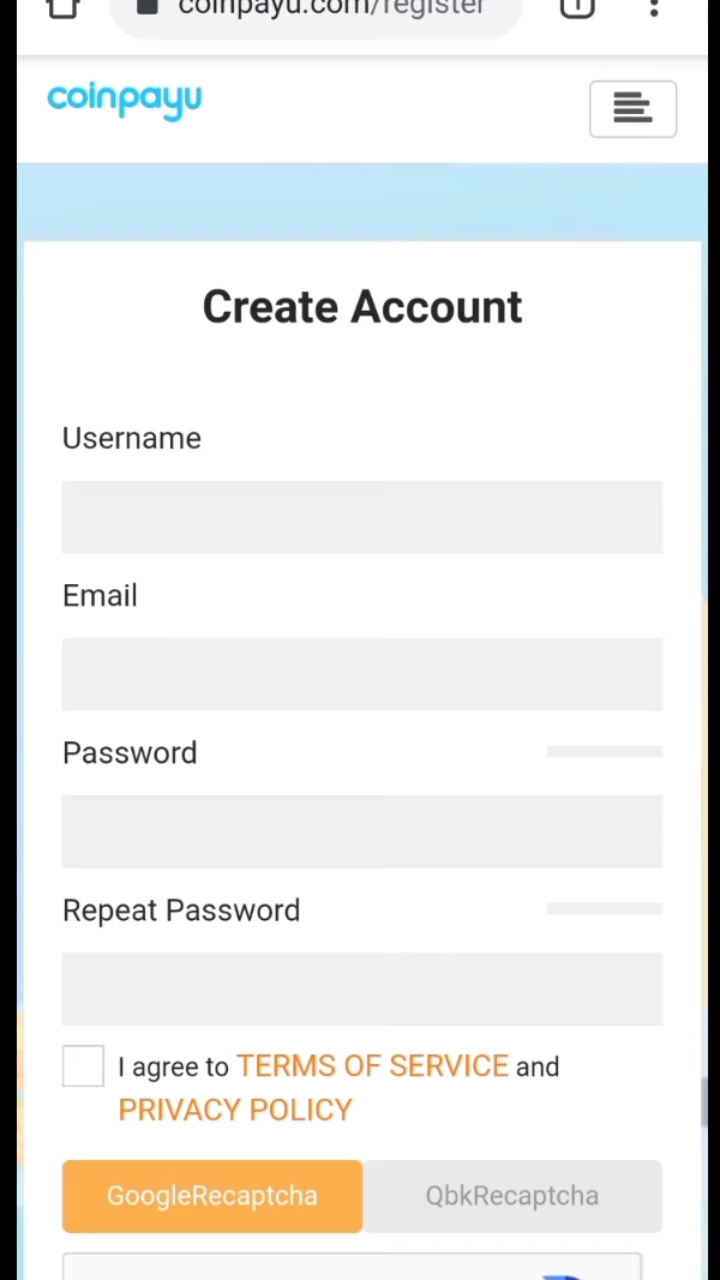 coinpayu.com/register
1
coinpayu
Create Account
Username
Email
Password
Repeat Password
I agree to TERMS OF SERVICE and
PRIVACY POLICY
GoogleRecaptcha QbkRecaptcha